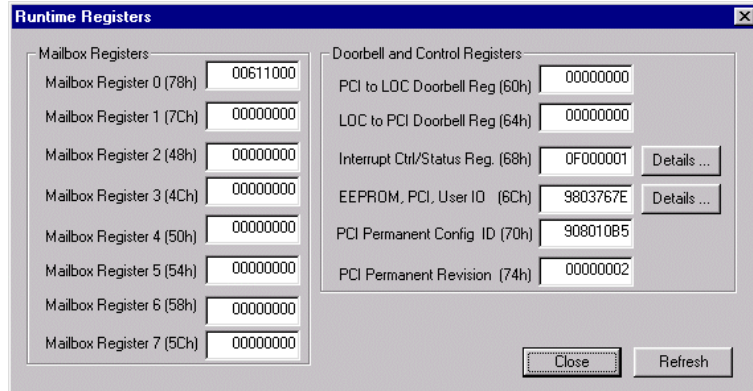 Runtime Registers
Mailbox Registers
Mailbox Register 0 (78h) 00611000
Mailbox Register 1 (7Ch) 00000000
Mailbox Register 2 (48h) 00000000
Mailbox Register 3 (4Ch) 00000000
Mailbox Register 4 (50h) 00000000
Mailbox Register 5 (54h) 00000000
Mailbox Register 6 (58h) 00000000
Mailbox Register 7 (5Ch) 00000000
Doorbell and Control Registers
PCI to LOC Doorbell Reg (60h) 00000000
LOC to PCI Doorbell Reg (64h) 00000000
Interrupt Ctrl/Status Reg. (68h) 0F000001 Details ...
EEPROM, PCI, User IO (6Ch) 9803767E Details ...
PCI Permanent Config ID (70h) 908010B5
PCI Permanent Revision (74h) 00000002
Close Refresh